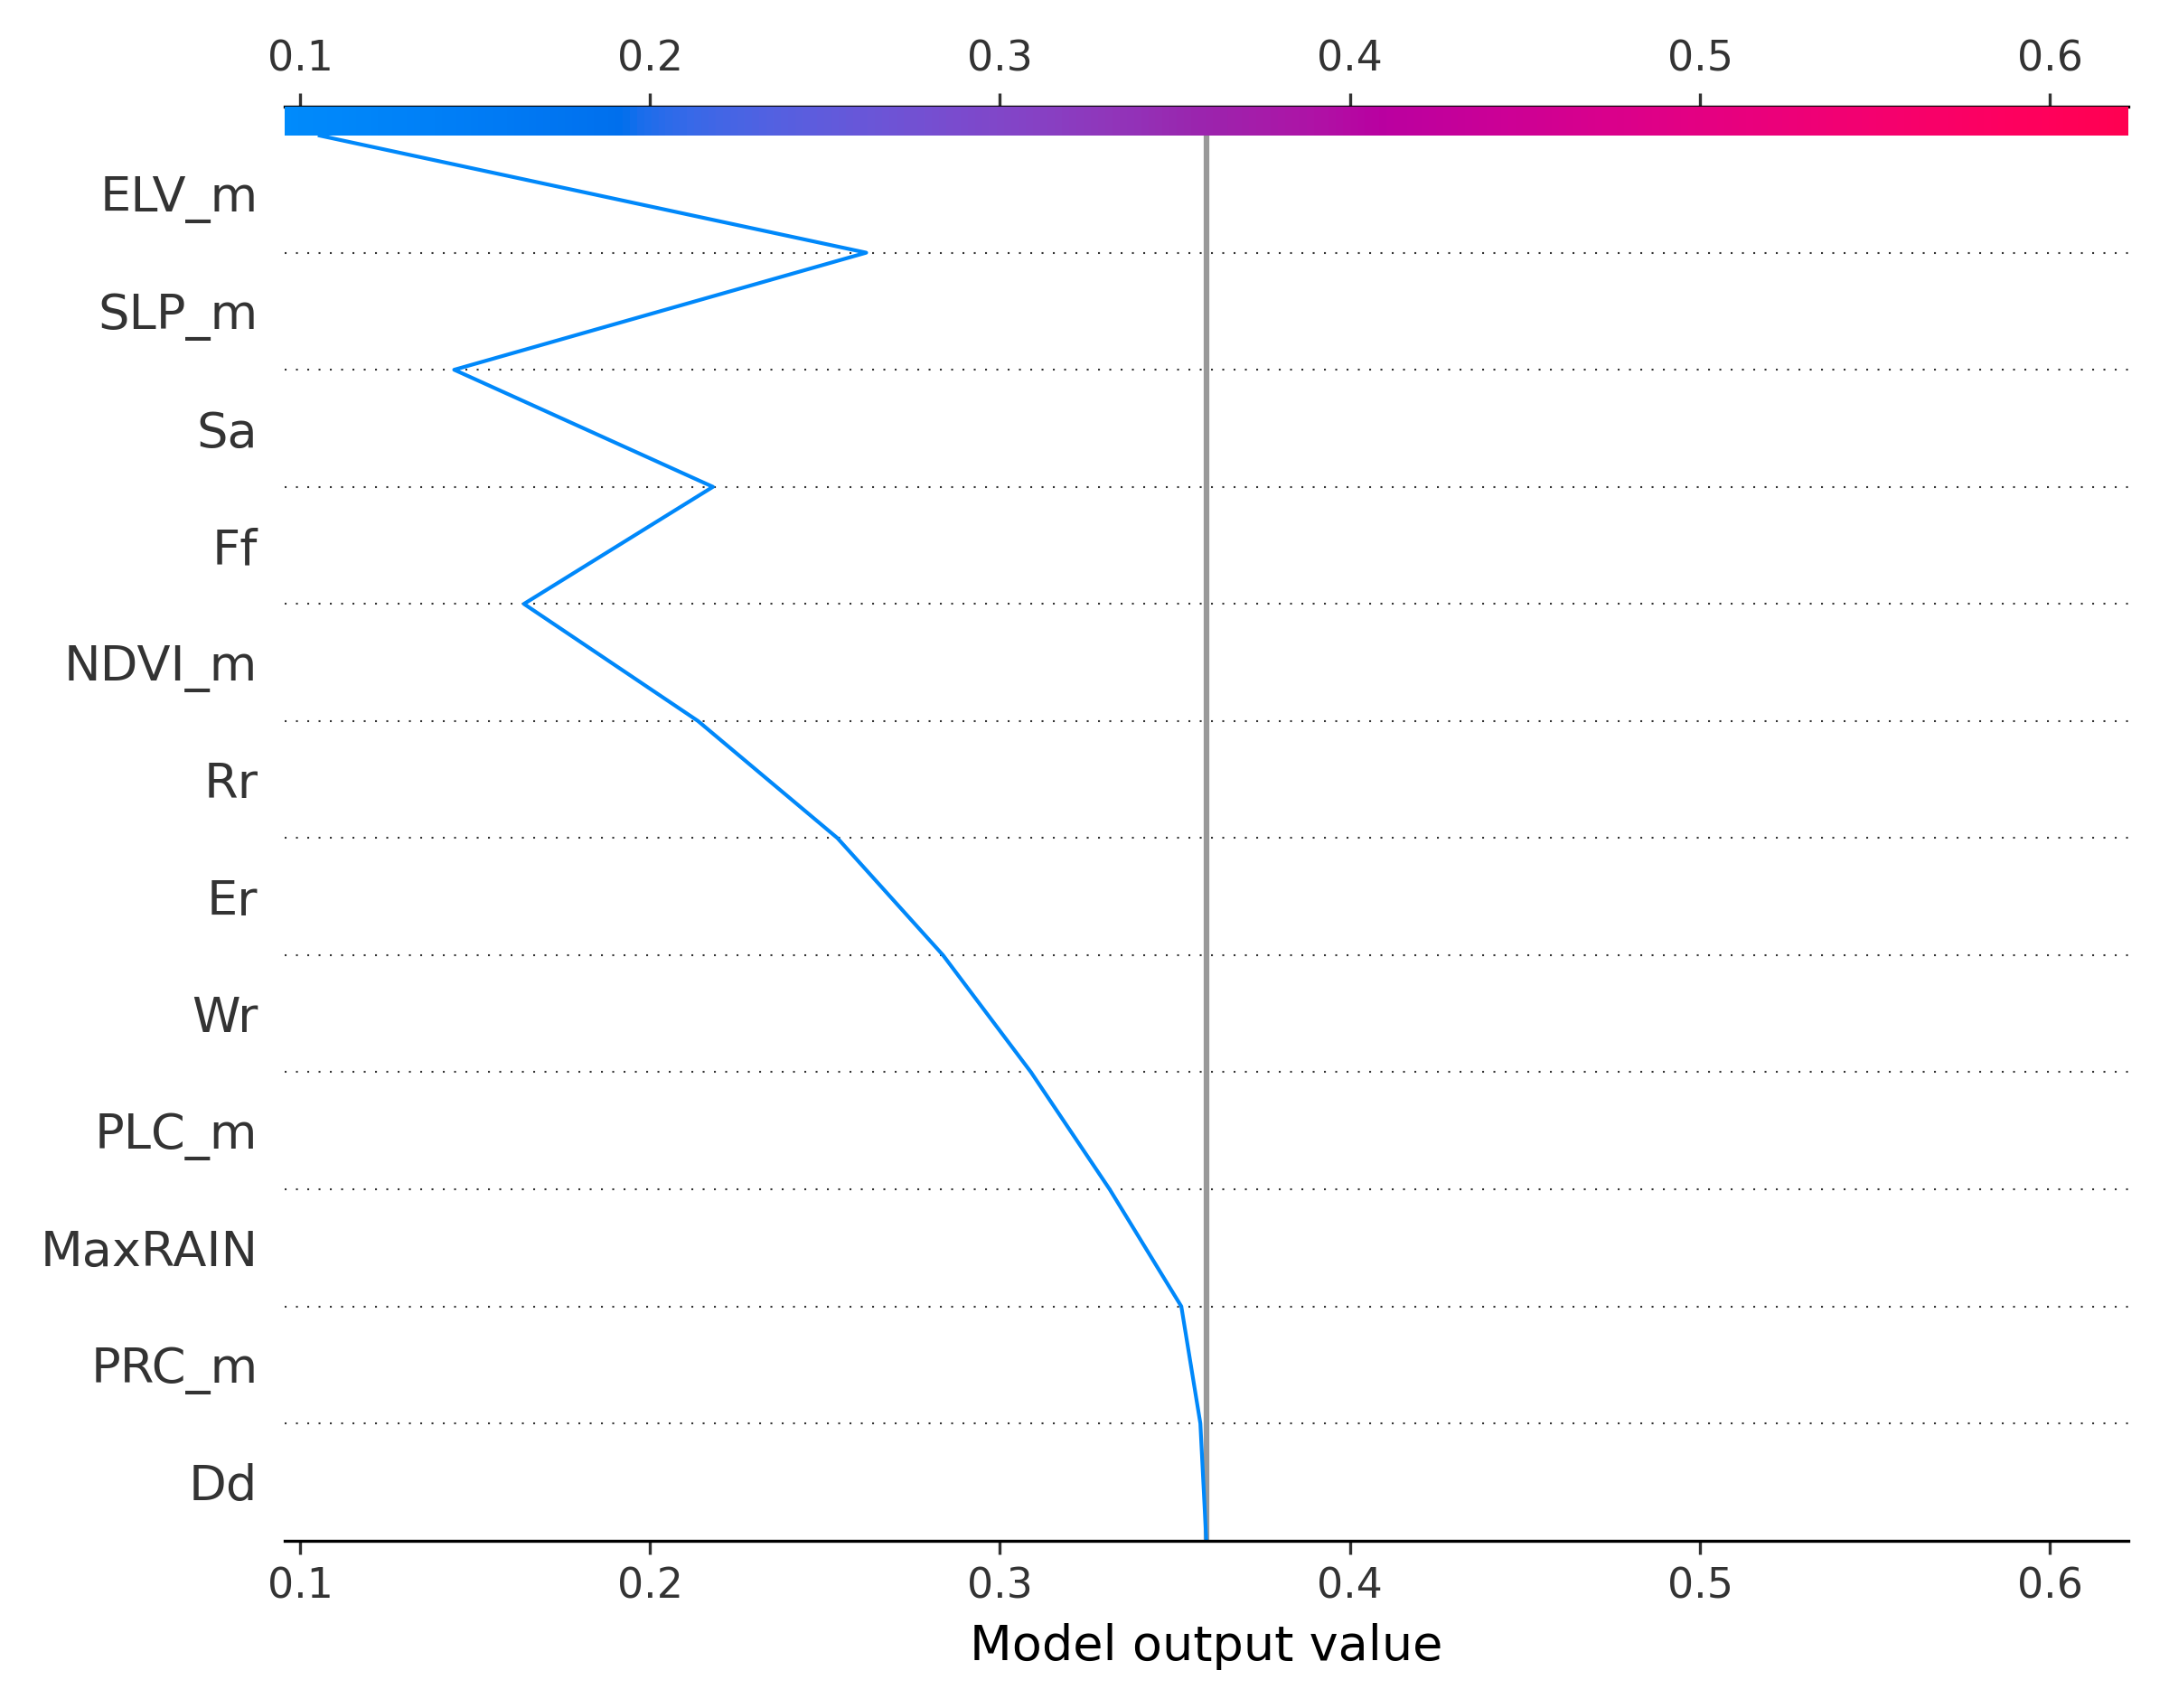 0.1 0.2 0.3 0.4 0.5 0.6
ELV_m
SLP_m
Sa
Ff
NDVI_m
Rr
Er
Wr
PLC_m
MaxRAIN
PRC_m
Dd
0.1 0.2 0.3 0.4 0.5 0.6
Model output value